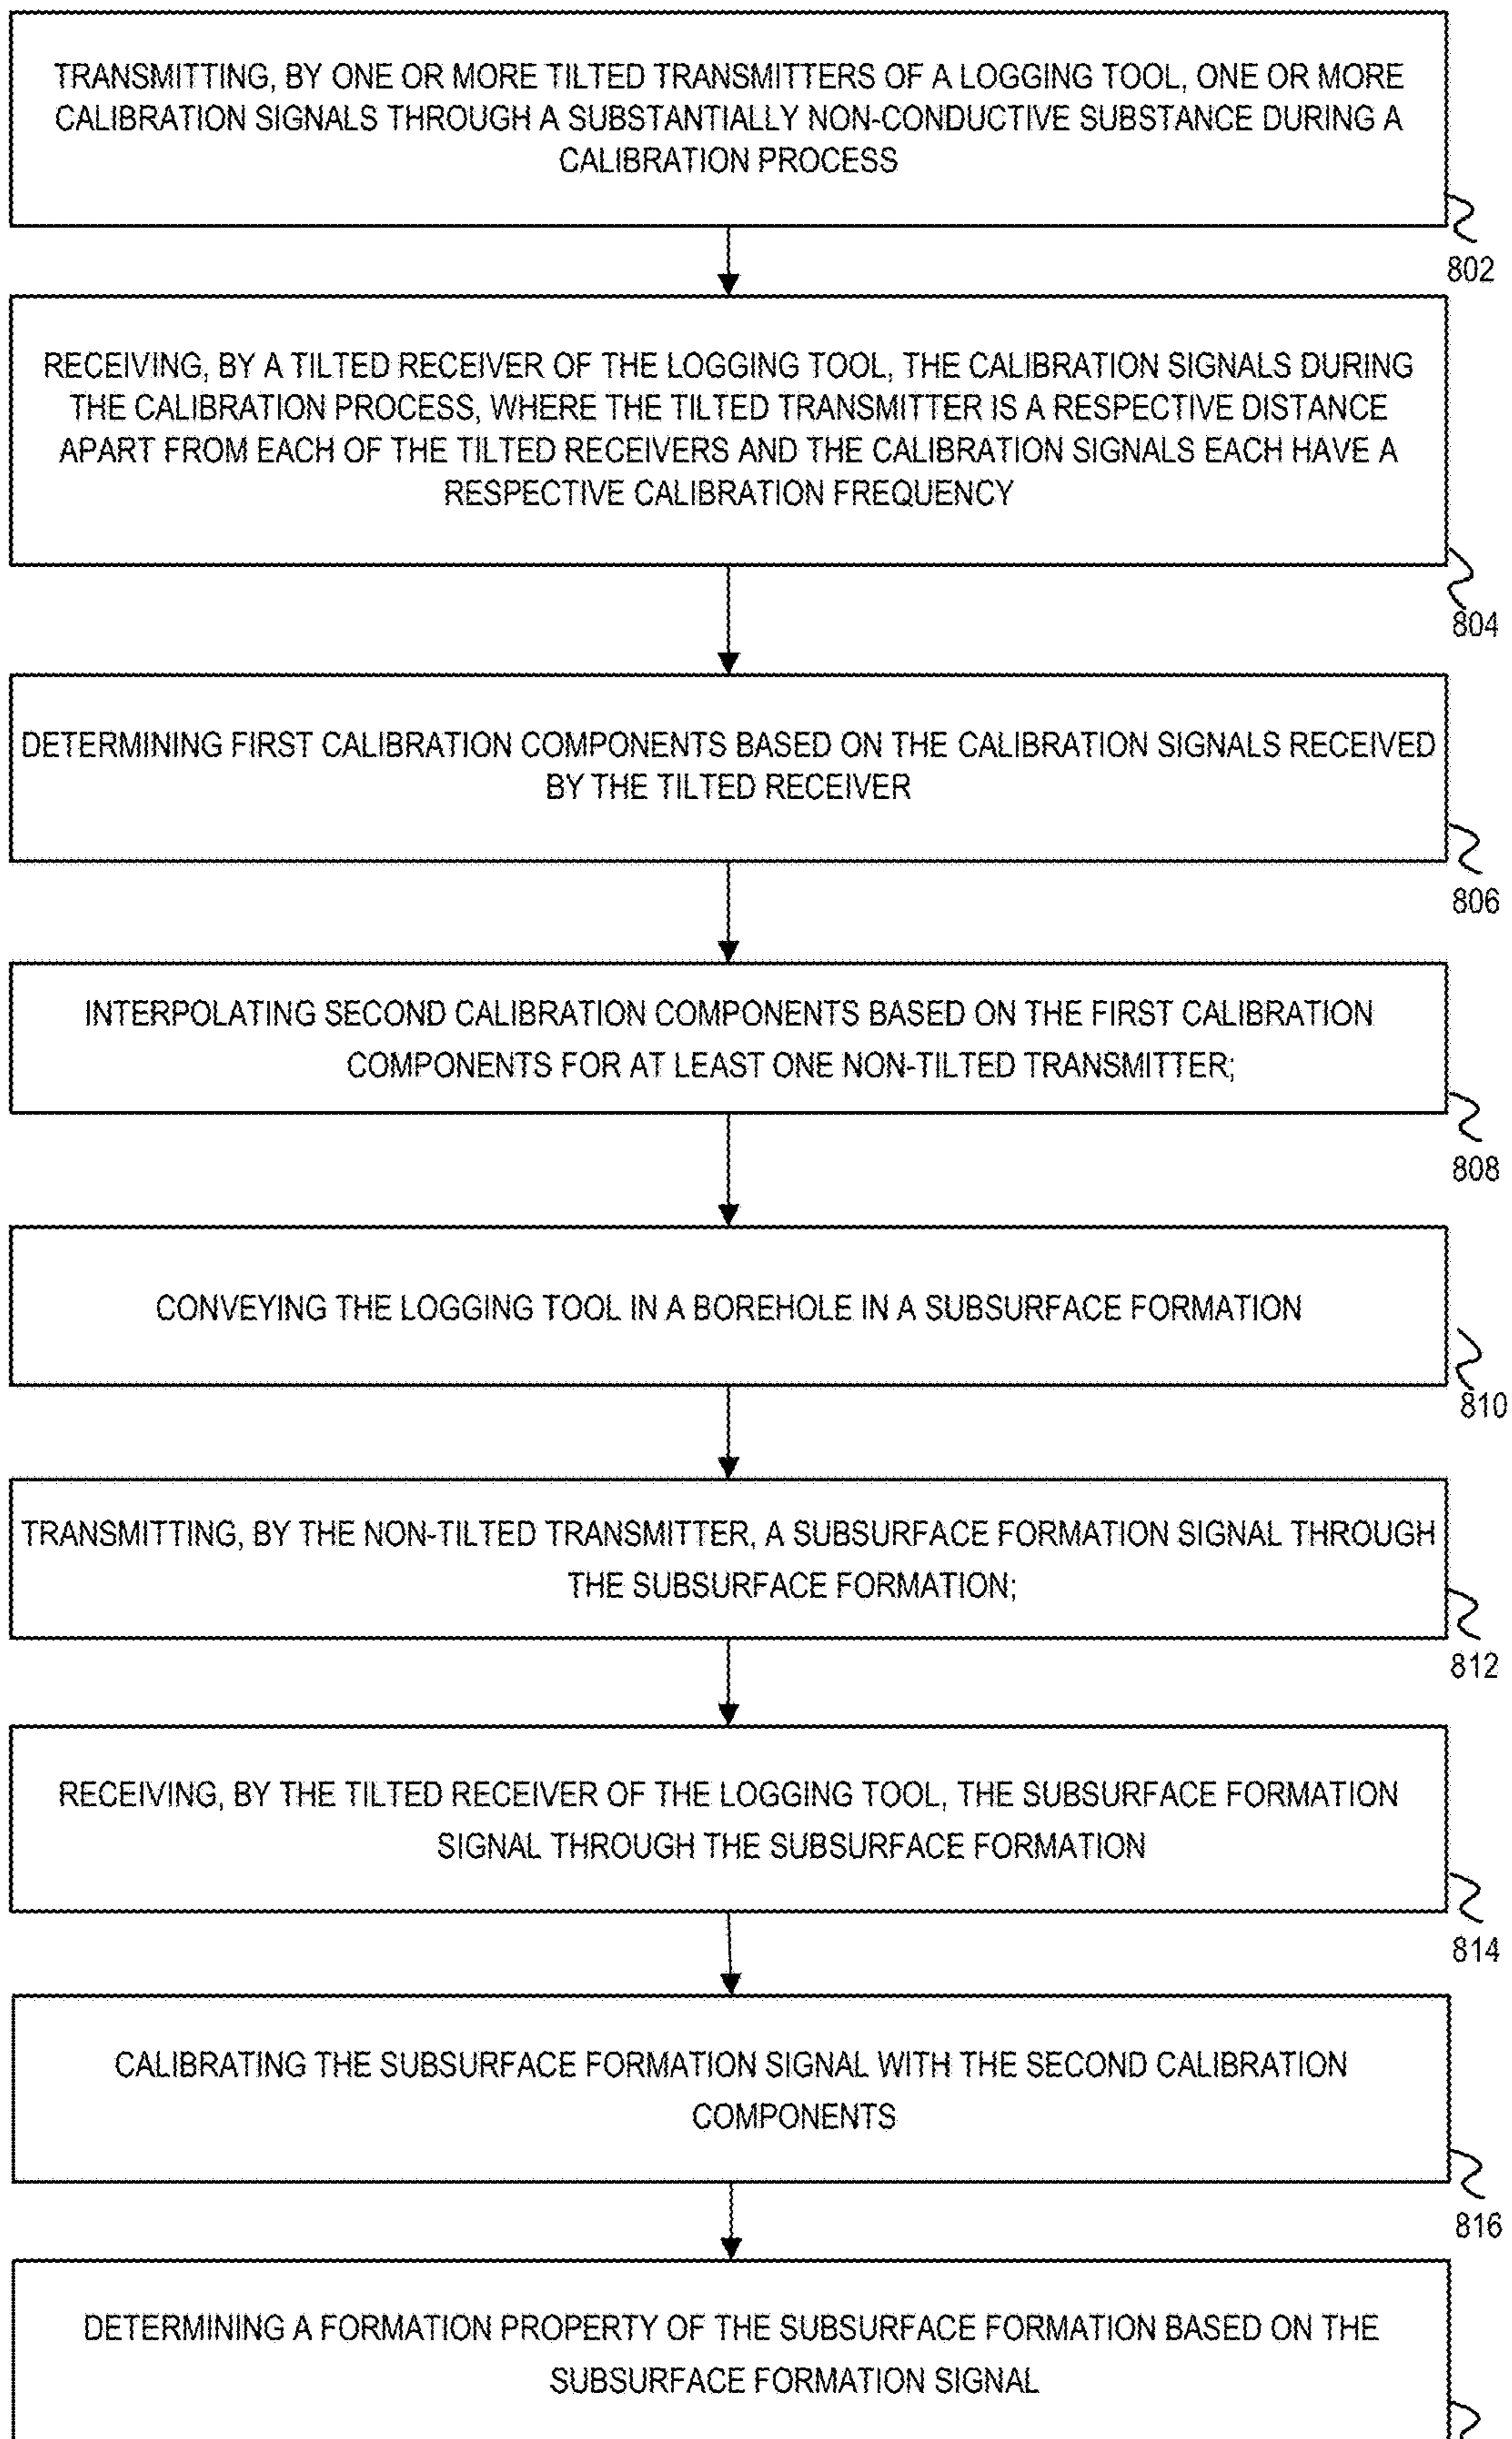 TRANSMITTING, BY ONE OR MORE TILTED TRANSMITTERS OF A LOGGING TOOL, ONE OR MORE
CALIBRATION SIGNALS THROUGH A SUBSTANTIALLY NON-CONDUCTIVE SUBSTANCE DURING A
CALIBRATION PROCESS
802
RECEIVING, BY A TILTED RECEIVER OF THE LOGGING TOOL, THE CALIBRATION SIGNALS DURING
THE CALIBRATION PROCESS, WHERE THE TILTED TRANSMITTER IS A RESPECTIVE DISTANCE
APART FROM EACH OF THE TILTED RECEIVERS AND THE CALIBRATION SIGNALS EACH HAVE A
RESPECTIVE CALIBRATION FREQUENCY
804
DETERMINING FIRST CALIBRATION COMPONENTS BASED ON THE CALIBRATION SIGNALS RECEIVED
BY THE TILTED RECEIVER
806
INTERPOLATING SECOND CALIBRATION COMPONENTS BASED ON THE FIRST CALIBRATION
COMPONENTS FOR AT LEAST ONE NON-TILTED TRANSMITTER;
808
CONVEYING THE LOGGING TOOL IN A BOREHOLE IN A SUBSURFACE FORMATION
810
TRANSMITTING, BY THE NON-TILTED TRANSMITTER, A SUBSURFACE FORMATION SIGNAL THROUGH
THE SUBSURFACE FORMATION;
812
RECEIVING, BY THE TILTED RECEIVER OF THE LOGGING TOOL, THE SUBSURFACE FORMATION
SIGNAL THROUGH THE SUBSURFACE FORMATION
814
CALIBRATING THE SUBSURFACE FORMATION SIGNAL WITH THE SECOND CALIBRATION
COMPONENTS
816
DETERMINING A FORMATION PROPERTY OF THE SUBSURFACE FORMATION BASED ON THE
SUBSURFACE FORMATION SIGNAL